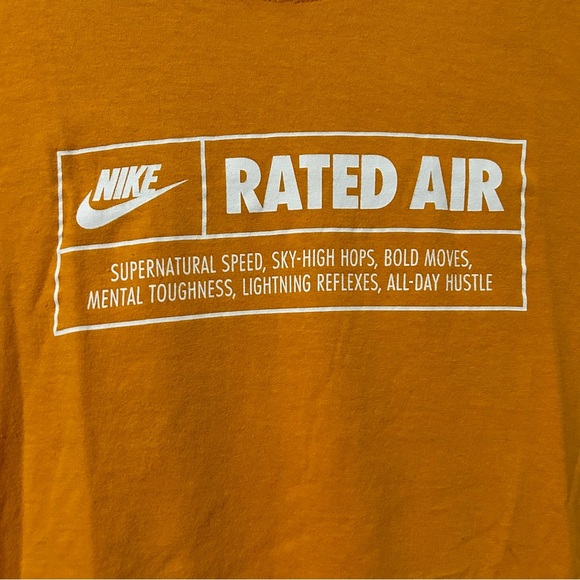 NIKE
RATED AIR
SUPERNATURAL SPEED, SKY-HIGH HOPS, BOLD MOVES,
MENTAL TOUGHNESS, LIGHTNING REFLEXES, ALL-DAY HUSTLE